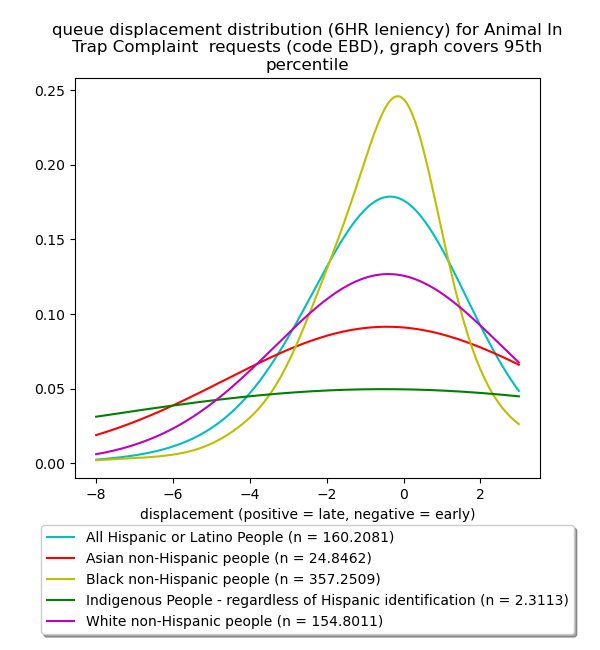 queue displacement distribution (6HR leniency) for Animal In
Trap Complaint  requests (code EBD), graph covers 95th
percentile
0.25
0.20
0.15
0.10
0.05
0.00
−8 −6 −4 −2 0 2
displacement (positive = late, negative = early)
All Hispanic or Latino People (n = 160.2081)
Asian non-Hispanic people (n = 24.8462)
Black non-Hispanic people (n = 357.2509)
Indigenous People - regardless of Hispanic identification (n = 2.3113)
White non-Hispanic people (n = 154.8011)